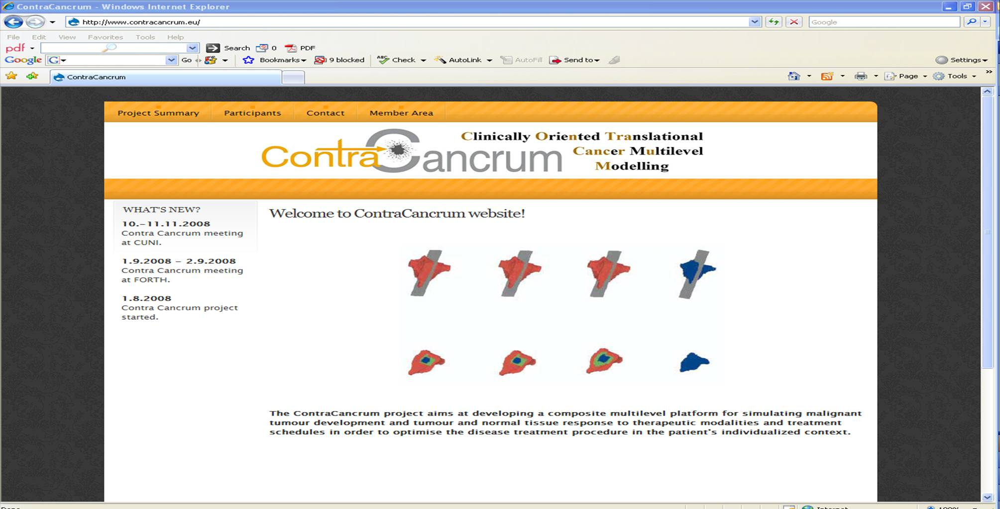 ContraCancrum - Windows Internet Explorer
http://www.contracancrum.eu/
Google
File Edit View Favorites Tools Help
pdf Search 0 PDF
Google G Go Bookmarks 9 blocked ABC Check AutoLink AutoFill Send to Settings
ContraCancrum Page Tools
Project Summary Participants Contact Member Area
ContraCancrum
Clinically Oriented Translational
Cancer Multilevel
Modelling
WHAT'S NEW?
10.-11.11.2008
Contra Cancrum meeting
at CUNI.
1.9.2008 - 2.9.2008
Contra Cancrum meeting
at FORTH.
1.8.2008
Contra Cancrum project
started.
Welcome to ContraCancrum website!
The ContraCancrum project aims at developing a composite multilevel platform for simulating malignant
tumour development and tumour and normal tissue response to therapeutic modalities and treatment
schedules in order to optimise the disease treatment procedure in the patient's individualized context.